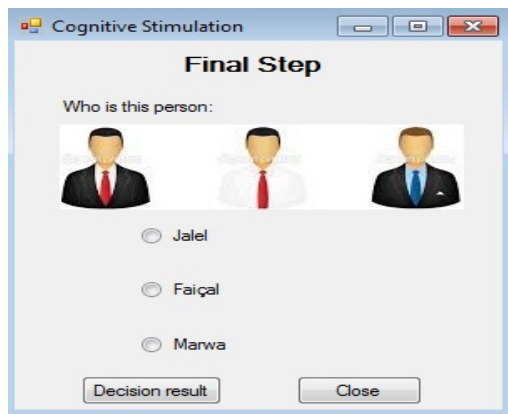 Cognitive Stimulation
Final Step
Who is this person:
Jalel
Faiçal
Marwa
Decision result
Close